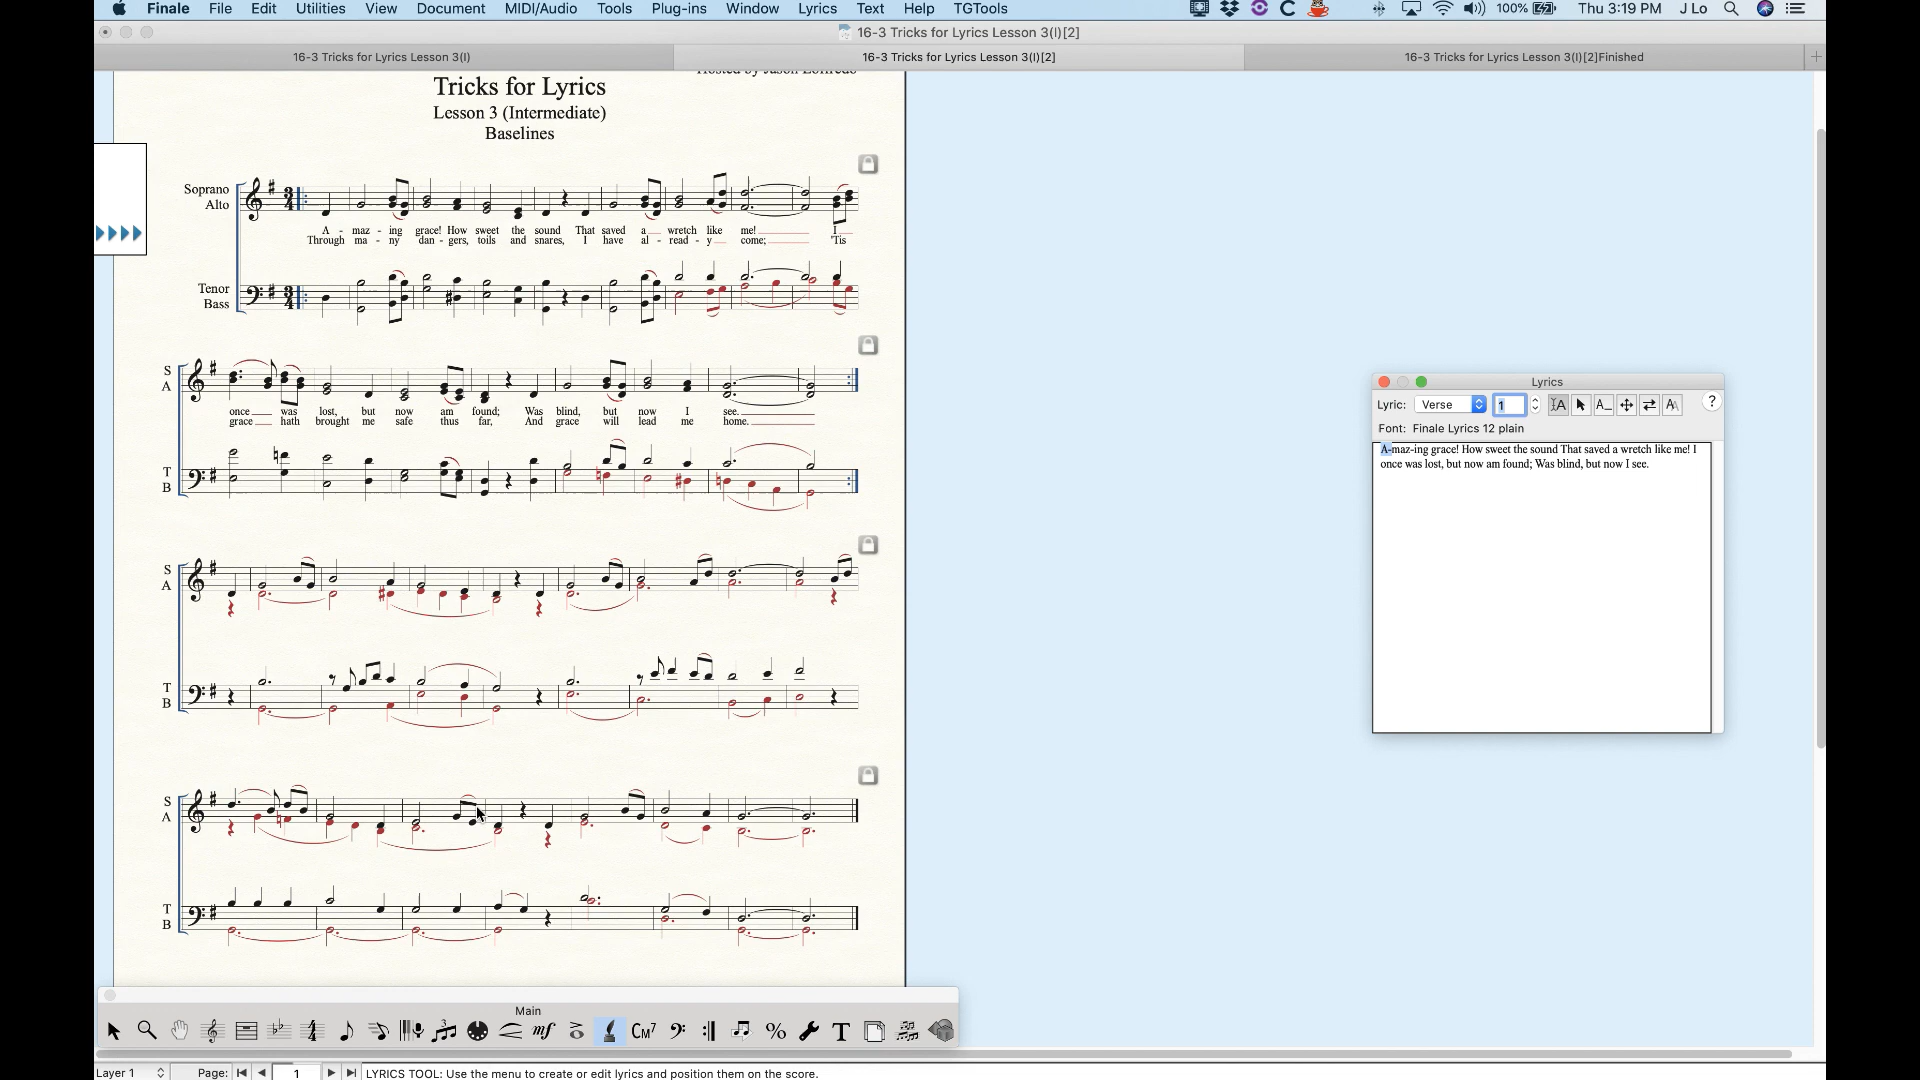 Finale File Edit Utilities View Document MIDI/Audio Tools Plug-ins Window Lyrics Text Help TGTools 100% Thu 3:19 PM J Lo
16-3 Tricks for Lyrics Lesson 3(I)[2]
16-3 Tricks for Lyrics Lesson 3(I) 16-3 Tricks for Lyrics Lesson 3(I)[2] 16-3 Tricks for Lyrics Lesson 3(I)[2]Finished
Hosted by Jason Loffredo
Tricks for Lyrics
Lesson 3 (Intermediate)
Baselines
Soprano
Alto
A - maz - ing grace! How sweet the sound That saved a wretch like me! I
Through ma - ny dan - gers, toils and snares, I have al - read - y come; 'Tis
Tenor
Bass
S
A
once was lost, but now am found; Was blind, but now I see.
grace hath brought me safe thus far, And grace will lead me home.
T
B
S
A
T
B
S
A
T
B
Lyrics
Lyric: Verse 1 ?
Font: Finale Lyrics 12 plain
A-maz-ing grace! How sweet the sound That saved a wretch like me! I
once was lost, but now am found; Was blind, but now I see.
Main
mf CM7 % T
Layer 1 Page: 1 LYRICS TOOL: Use the menu to create or edit lyrics and position them on the score.